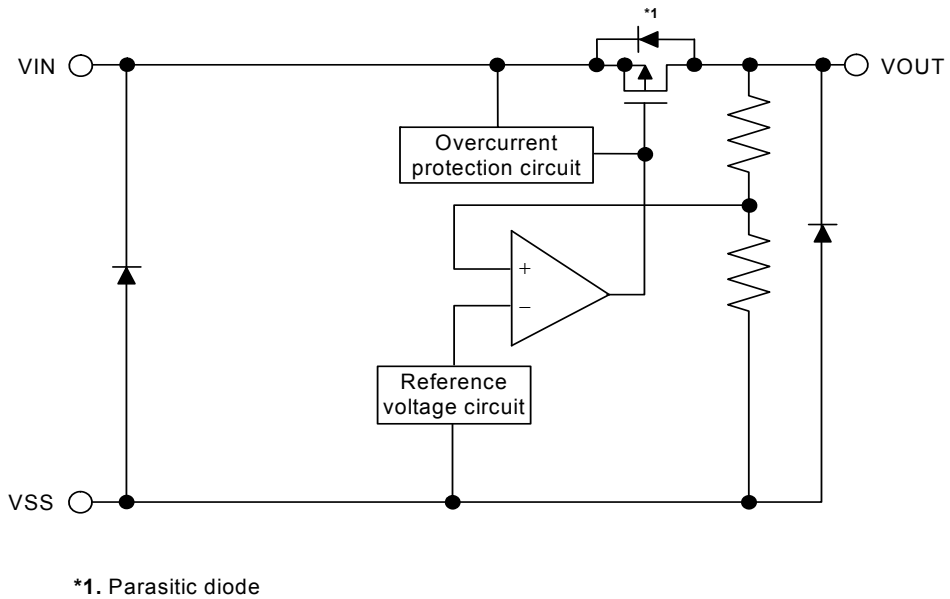 *1
VIN
VOUT
Overcurrent
protection circuit
+
−
Reference
voltage circuit
VSS
*1. Parasitic diode